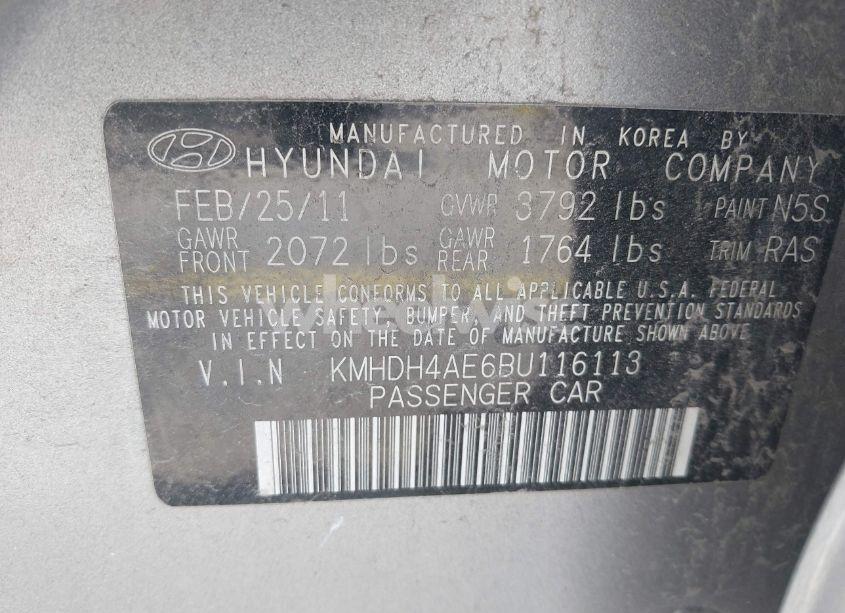 MANUFACTURED IN KOREA BY
HYUNDAI MOTOR COMPANY
FEB/25/11 GVWR 3792 lbs PAINT N5S
GAWR FRONT 2072 lbs GAWR REAR 1764 lbs TRIM RAS
THIS VEHICLE CONFORMS TO ALL APPLICABLE U.S.A. FEDERAL
MOTOR VEHICLE SAFETY, BUMPER, AND THEFT PREVENTION STANDARDS
IN EFFECT ON THE DATE OF MANUFACTURE SHOWN ABOVE
V.I.N KMHDH4AE6BU116113
PASSENGER CAR